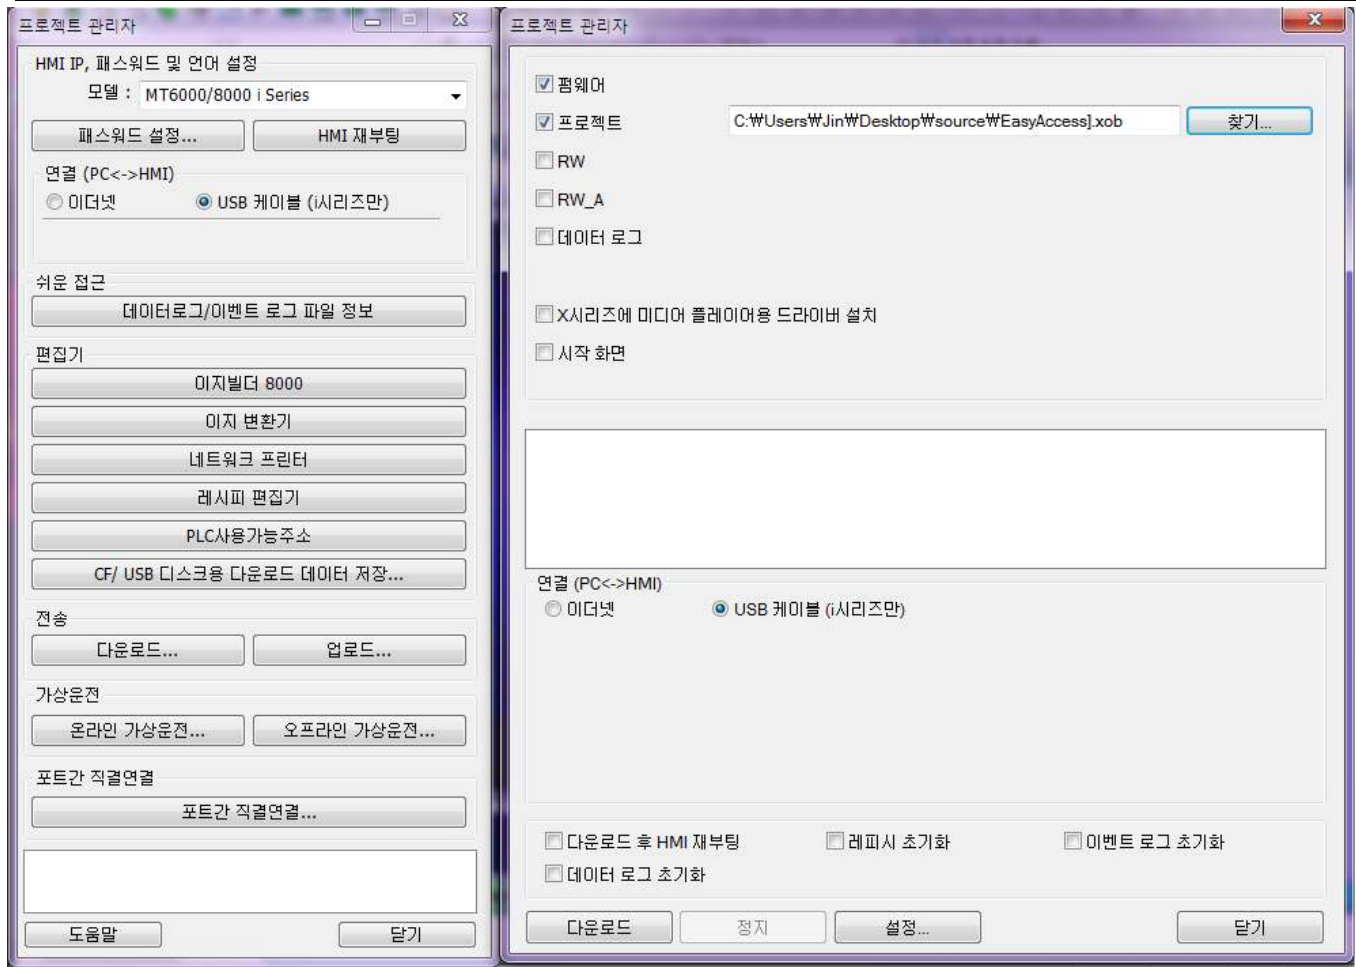 프로젝트 관리자
HMI IP, 패스워드 및 언어 설정
모델 : MT6000/8000 i Series
패스워드 설정... HMI 재부팅
연결 (PC<->HMI)
이더넷 USB 케이블 (i시리즈만)
쉬운 접근
데이터로그/이벤트 로그 파일 정보
편집기
이지빌더 8000
이지 변환기
네트워크 프린터
레시피 편집기
PLC사용가능주소
CF/ USB 디스크용 다운로드 데이터 저장...
전송
다운로드... 업로드...
가상운전
온라인 가상운전... 오프라인 가상운전...
포트간 직결연결
포트간 직결연결...
도움말 닫기
프로젝트 관리자
펌웨어
프로젝트 C:₩Users₩Jin₩Desktop₩source₩EasyAccess].xob 찾기...
RW
RW_A
데이터 로그
X시리즈에 미디어 플레이어용 드라이버 설치
시작 화면
연결 (PC<->HMI)
이더넷 USB 케이블 (i시리즈만)
다운로드 후 HMI 재부팅 레피시 초기화 이벤트 로그 초기화
데이터 로그 초기화
다운로드 정지 설정... 닫기